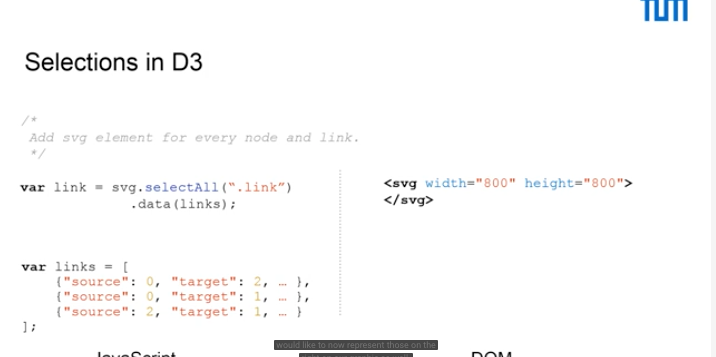 TUM
Selections in D3
/*
Add svg element for every node and link.
*/
var link = svg.selectAll(“.link”)
.data(links);
<svg width="800" height="800">
</svg>
var links = [
{"source": 0, "target": 2, … },
{"source": 0, "target": 1, … },
{"source": 2, "target": 1, … }
];
would like to now represent those on the